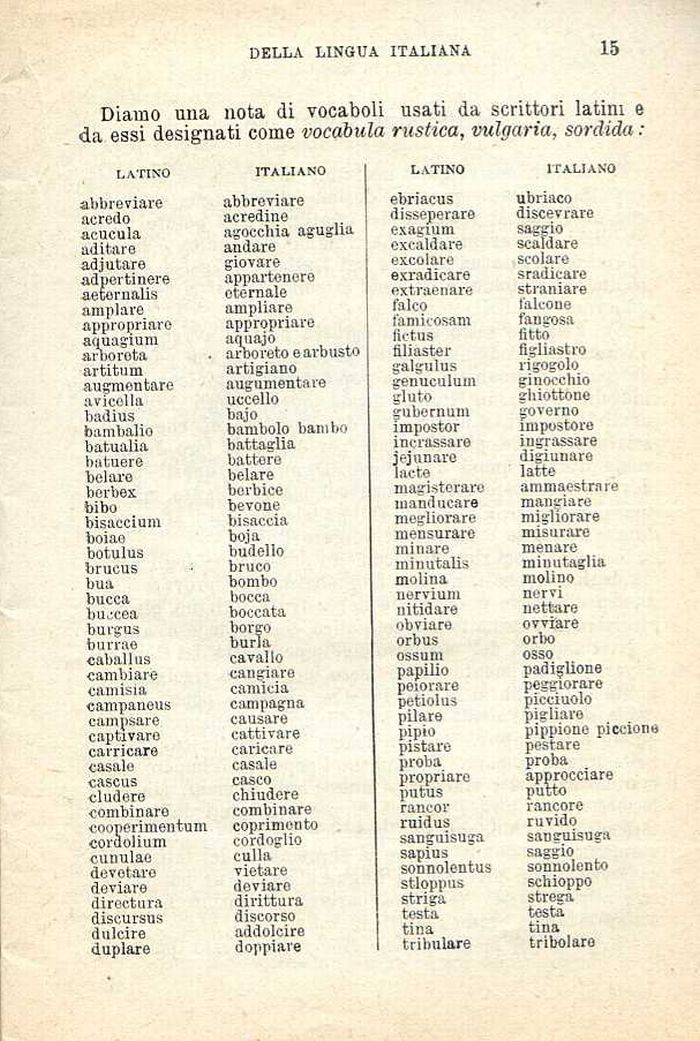 DELLA LINGUA ITALIANA 15
Diamo una nota di vocaboli usati da scrittori latini e
da essi designati come vocabula rustica, vulgaria, sordida :
LATINO ITALIANO
abbreviare abbreviare
acredo acredine
acucula agocchia aguglia
aditare andare
adjutare giovare
adpertinere appartenere
aeternalis eternale
amplare ampliare
appropriare appropriare
aquagium aquajo
arboreta arboreto e arbusto
artitum artigiano
augmentare augumentare
avicella uccello
badius bajo
bambalio bambolo bambo
batualia battaglia
batuere battere
belare belare
berbex berbice
bibo bevone
bisaccium bisaccia
boiae boja
botulus budello
brucus bruco
bua bombo
bucca bocca
buccea boccata
burgus borgo
burrae burla
caballus cavallo
cambiare cangiare
camisia camicia
campaneus campagna
campsare causare
captivare cattivare
carricare caricare
casale casale
cascus casco
cludere chiudere
combinare combinare
cooperimentum coprimento
cordolium cordoglio
cunulae culla
devetare vietare
deviare deviare
directura dirittura
discursus discorso
dulcire addolcire
duplare doppiare
LATINO ITALIANO
ebriacus ubriaco
disseperare discevrare
exagium saggio
excaldare scaldare
excolare scolare
exradicare sradicare
extraenare straniare
falco falcone
famicosam fangosa
fictus fitto
filiaster figliastro
galgulus rigogolo
genuculum ginocchio
gluto ghiottone
gubernum governo
impostor impostore
incrassare ingrassare
jejunare digiunare
lacte latte
magisterare ammaestrare
manducare mangiare
megliorare migliorare
mensurare misurare
minare menare
minutalis minutaglia
molina molino
nervium nervi
nitidare nettare
obviare ovviare
orbus orbo
ossum osso
papilio padiglione
peiorare peggiorare
petiolus picciuolo
pilare pigliare
pipio pippione piccione
pistare pestare
proba proba
propriare approcciare
putus putto
rancor rancore
ruidus ruvido
sanguisuga sanguisuga
sapius saggio
sonnolentus sonnolento
stloppus schioppo
striga strega
testa testa
tina tina
tribulare tribolare